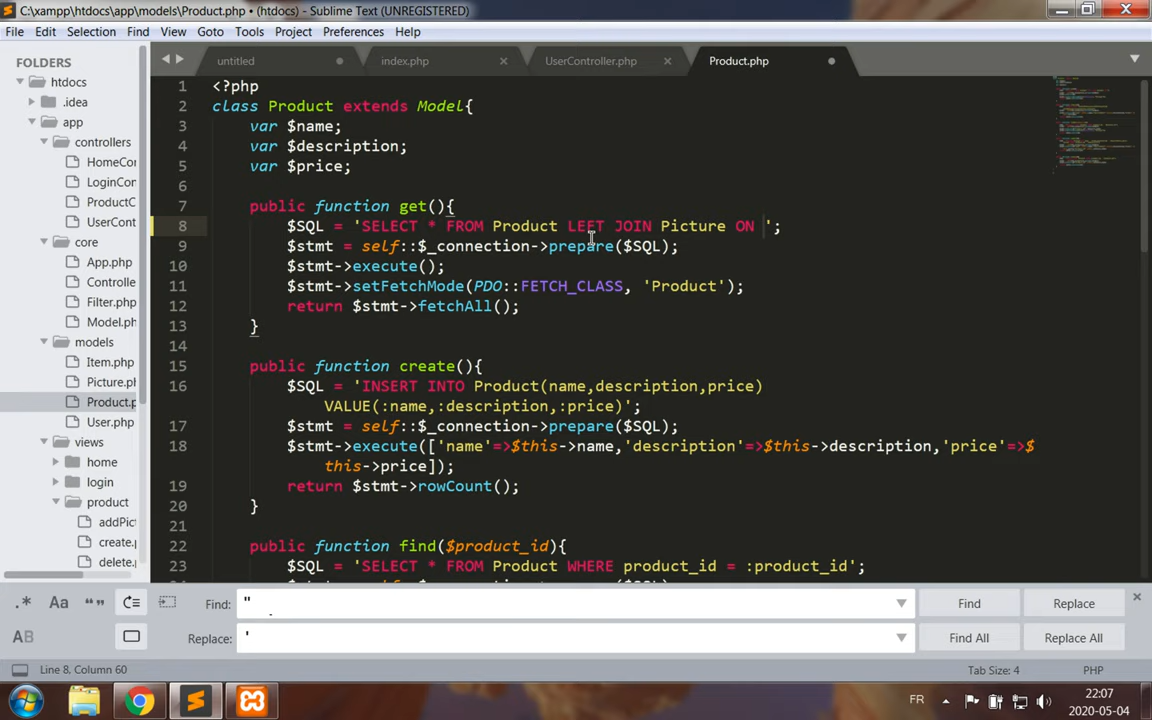 C:\xampp\htdocs\app\models\Product.php • (htdocs) - Sublime Text (UNREGISTERED)
File Edit Selection Find View Goto Tools Project Preferences Help
FOLDERS
htdocs
.idea
app
controllers
HomeCor
LoginCor
ProductC
UserCont
core
App.php
Controlle
Filter.php
Model.ph
models
Item.php
Picture.ph
Product.p
User.php
views
home
login
product
addPict
create.p
delete.p
untitled index.php UserController.php Product.php
1 <?php
2 class Product extends Model{
3 var $name;
4 var $description;
5 var $price;
6
7 public function get(){
8 $SQL = 'SELECT * FROM Product LEFT JOIN Picture ON ';
9 $stmt = self::$_connection->prepare($SQL);
10 $stmt->execute();
11 $stmt->setFetchMode(PDO::FETCH_CLASS, 'Product');
12 return $stmt->fetchAll();
13 }
14
15 public function create(){
16 $SQL = 'INSERT INTO Product(name,description,price)
VALUE(:name,:description,:price)';
17 $stmt = self::$_connection->prepare($SQL);
18 $stmt->execute(['name'=>$this->name,'description'=>$this->description,'price'=>$
this->price]);
19 return $stmt->rowCount();
20 }
21
22 public function find($product_id){
23 $SQL = 'SELECT * FROM Product WHERE product_id = :product_id';
Find: " Find Replace
Replace: ' Find All Replace All
Line 8, Column 60 Tab Size: 4 PHP
FR 22:07
2020-05-04